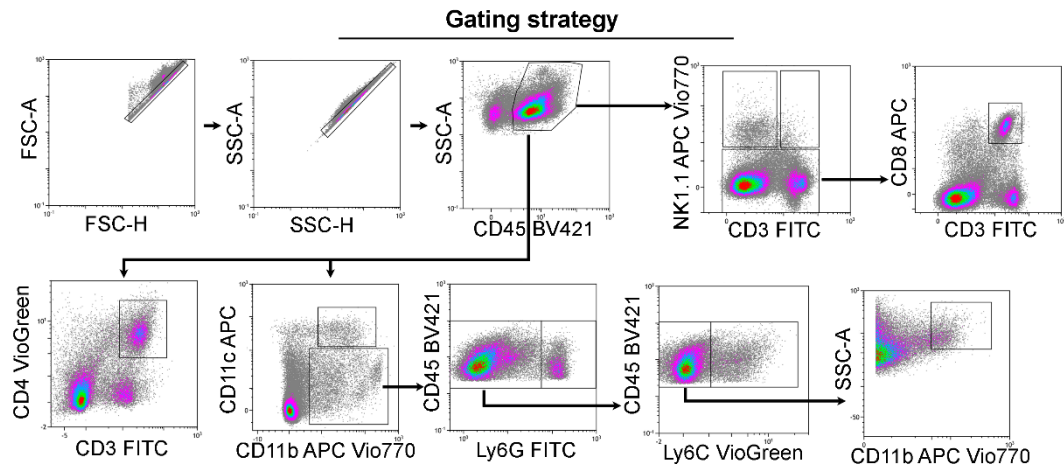 Gating strategy
FSC-A
FSC-H
SSC-A
SSC-H
SSC-A
CD45 BV421
NK1.1 APC Vio770
CD3 FITC
CD8 APC
CD3 FITC
CD4 VioGreen
CD3 FITC
CD11c APC
CD11b APC Vio770
CD45 BV421
Ly6G FITC
CD45 BV421
Ly6C VioGreen
SSC-A
CD11b APC Vio770